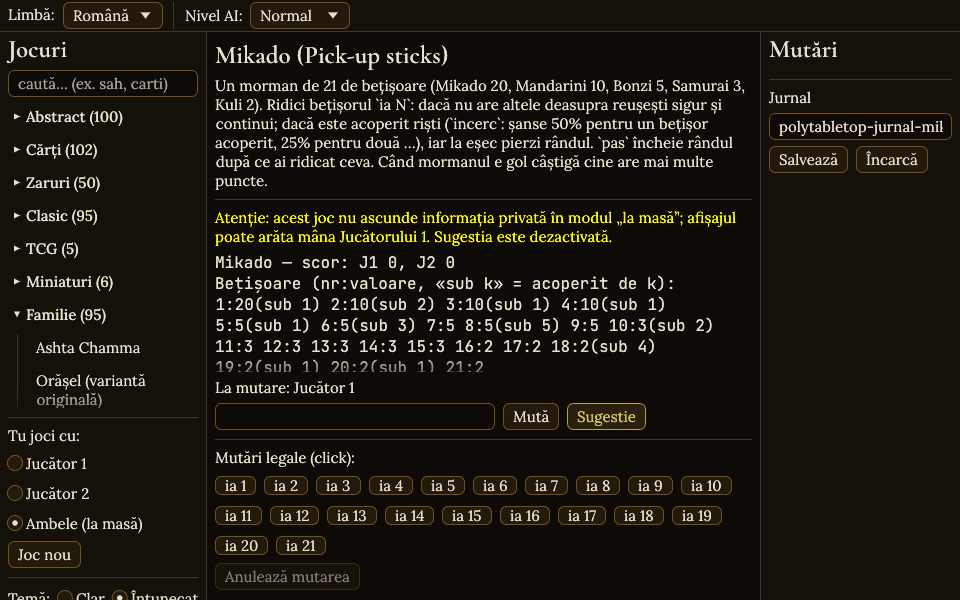 Limbă: Română Nivel AI: Normal
Jocuri
caută... (ex. sah, carti)
Abstract (100)
Cărți (102)
Zaruri (50)
Clasic (95)
TCG (5)
Miniaturi (6)
Familie (95)
Ashta Chamma
Orășel (variantă
originală)
Tu joci cu:
Jucător 1
Jucător 2
Ambele (la masă)
Joc nou
Temă: Clar Întunecat
Mikado (Pick-up sticks)
Un morman de 21 de bețișoare (Mikado 20, Mandarini 10, Bonzi 5, Samurai 3,
Kuli 2). Ridici bețișorul `ia N`: dacă nu are altele deasupra reușești sigur și
continui; dacă este acoperit riști (`incerc`: șanse 50% pentru un bețișor
acoperit, 25% pentru două ...), iar la eșec pierzi rândul. `pas` încheie rândul
după ce ai ridicat ceva. Când mormanul e gol câștigă cine are mai multe
puncte.
Atenție: acest joc nu ascunde informația privată în modul „la masă”; afișajul
poate arăta mâna Jucătorului 1. Sugestia este dezactivată.
Mikado — scor: J1 0, J2 0
Bețișoare (nr:valoare, «sub k» = acoperit de k):
1:20(sub 1) 2:10(sub 2) 3:10(sub 1) 4:10(sub 1)
5:5(sub 1) 6:5(sub 3) 7:5 8:5(sub 5) 9:5 10:3(sub 2)
11:3 12:3 13:3 14:3 15:3 16:2 17:2 18:2(sub 4)
19:2(sub 1) 20:2(sub 1) 21:2
La mutare: Jucător 1
Mută Sugestie
Mutări legale (click):
ia 1 ia 2 ia 3 ia 4 ia 5 ia 6 ia 7 ia 8 ia 9 ia 10
ia 11 ia 12 ia 13 ia 14 ia 15 ia 16 ia 17 ia 18 ia 19
ia 20 ia 21
Anulează mutarea
Mutări
Jurnal
polytabletop-jurnal-mik
Salvează Încarcă